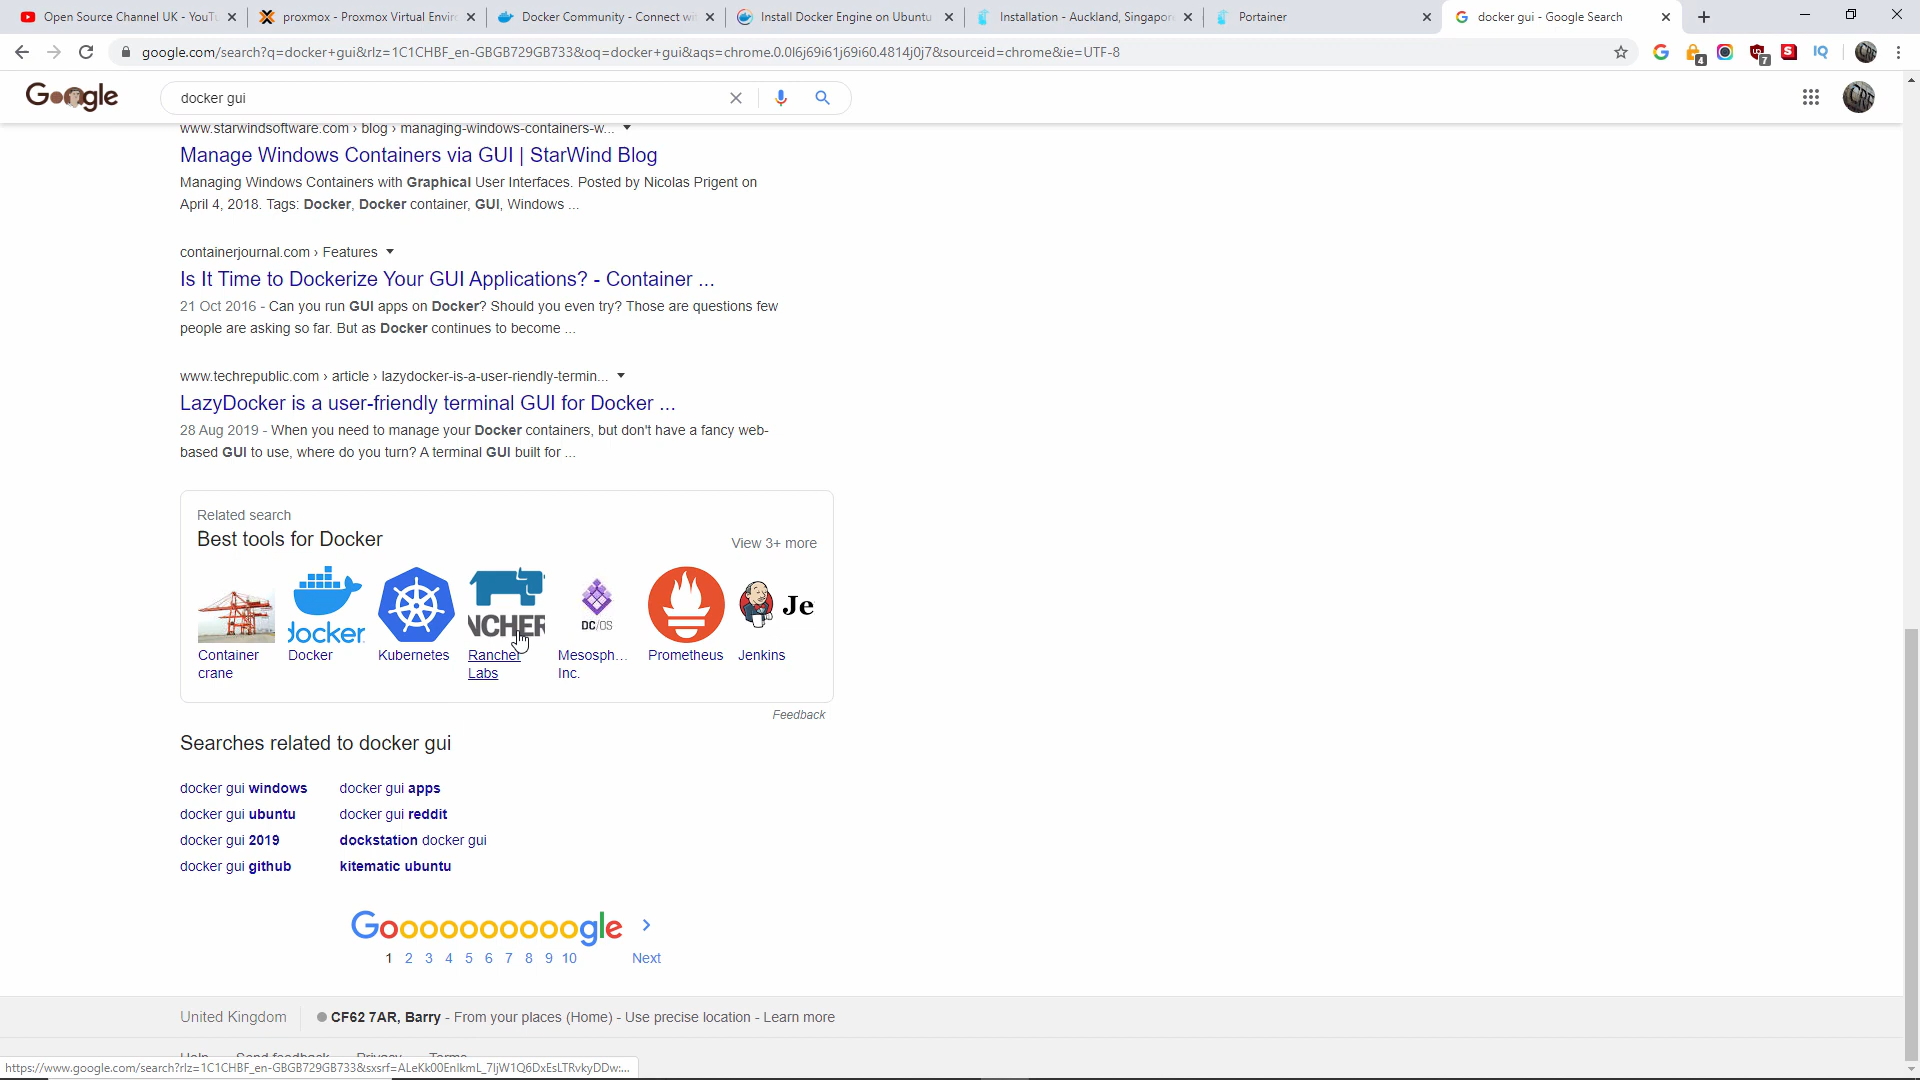 Open Source Channel UK - YouT
proxmox - Proxmox Virtual Enviro
Docker Community - Connect wi
Install Docker Engine on Ubuntu
Installation - Auckland, Singapor
Portainer
docker gui - Google Search
google.com/search?q=docker+gui&rlz=1C1CHBF_en-GBGB729GB733&oq=docker+gui&aqs=chrome.0.0l6j69i61j69i60.4814j0j7&sourceid=chrome&ie=UTF-8
4
7
S
IQ
Google
docker gui
www.starwindsoftware.com › blog › managing-windows-containers-w...
Manage Windows Containers via GUI | StarWind Blog
Managing Windows Containers with Graphical User Interfaces. Posted by Nicolas Prigent on
April 4, 2018. Tags: Docker, Docker container, GUI, Windows ...
containerjournal.com › Features
Is It Time to Dockerize Your GUI Applications? - Container ...
21 Oct 2016 - Can you run GUI apps on Docker? Should you even try? Those are questions few
people are asking so far. But as Docker continues to become ...
www.techrepublic.com › article › lazydocker-is-a-user-riendly-termin...
LazyDocker is a user-friendly terminal GUI for Docker ...
28 Aug 2019 - When you need to manage your Docker containers, but don't have a fancy web-
based GUI to use, where do you turn? A terminal GUI built for ...
Related search
Best tools for Docker
View 3+ more
docker
NCHER
DC/OS
Je
Container crane
Docker
Kubernetes
Rancher Labs
Mesosph... Inc.
Prometheus
Jenkins
Feedback
Searches related to docker gui
docker gui windows
docker gui apps
docker gui ubuntu
docker gui reddit
docker gui 2019
dockstation docker gui
docker gui github
kitematic ubuntu
Goooooooooogle
1 2 3 4 5 6 7 8 9 10 Next
United Kingdom
CF62 7AR, Barry - From your places (Home) - Use precise location - Learn more
Help Send feedback Privacy Terms